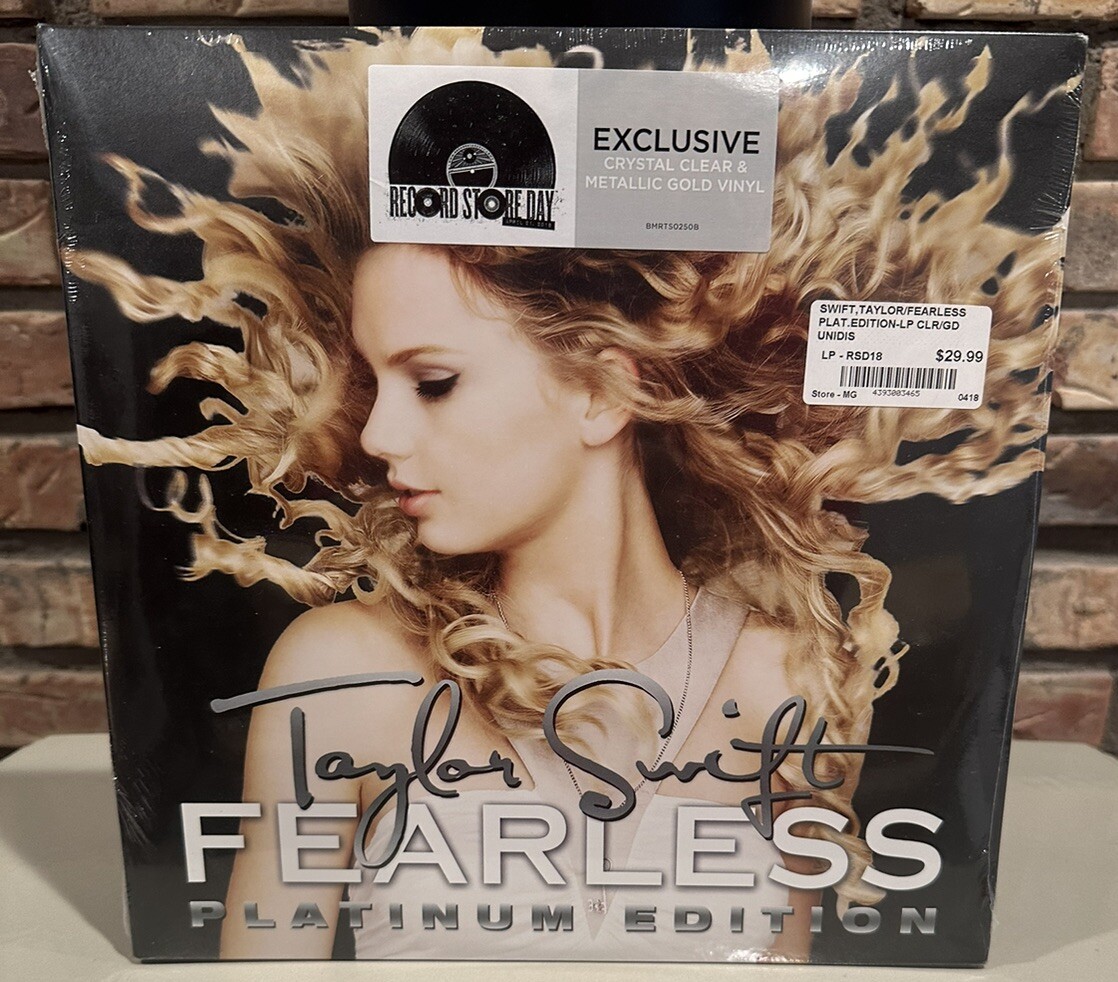 RECORD STORE DAY
EXCLUSIVE
CRYSTAL CLEAR &
METALLIC GOLD VINYL
BMRTS0250B
SWIFT,TAYLOR/FEARLESS
PLAT.EDITION-LP CLR/GD
UNIDIS
LP - RSD18 $29.99
Store - MG 4393003465 0418
Taylor Swift
FEARLESS
PLATINUM EDITION